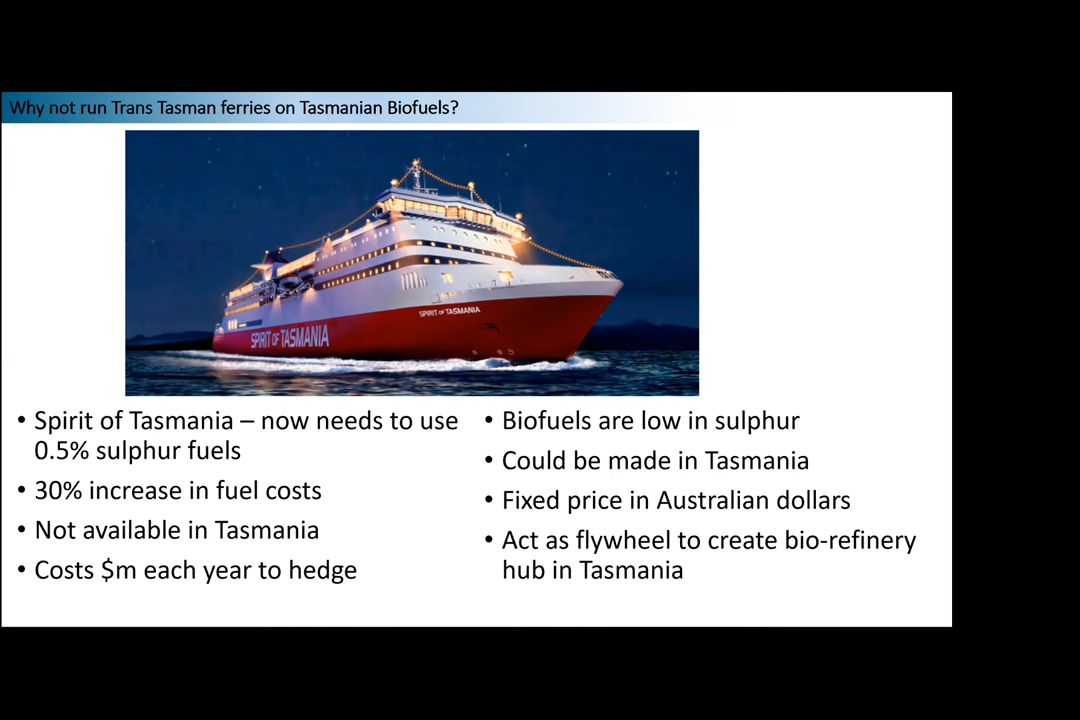 Why not run Trans Tasman ferries on Tasmanian Biofuels?
SPIRIT OF TASMANIA
SPIRIT OF TASMANIA
• Spirit of Tasmania – now needs to use
0.5% sulphur fuels
• 30% increase in fuel costs
• Not available in Tasmania
• Costs $m each year to hedge
• Biofuels are low in sulphur
• Could be made in Tasmania
• Fixed price in Australian dollars
• Act as flywheel to create bio-refinery
hub in Tasmania